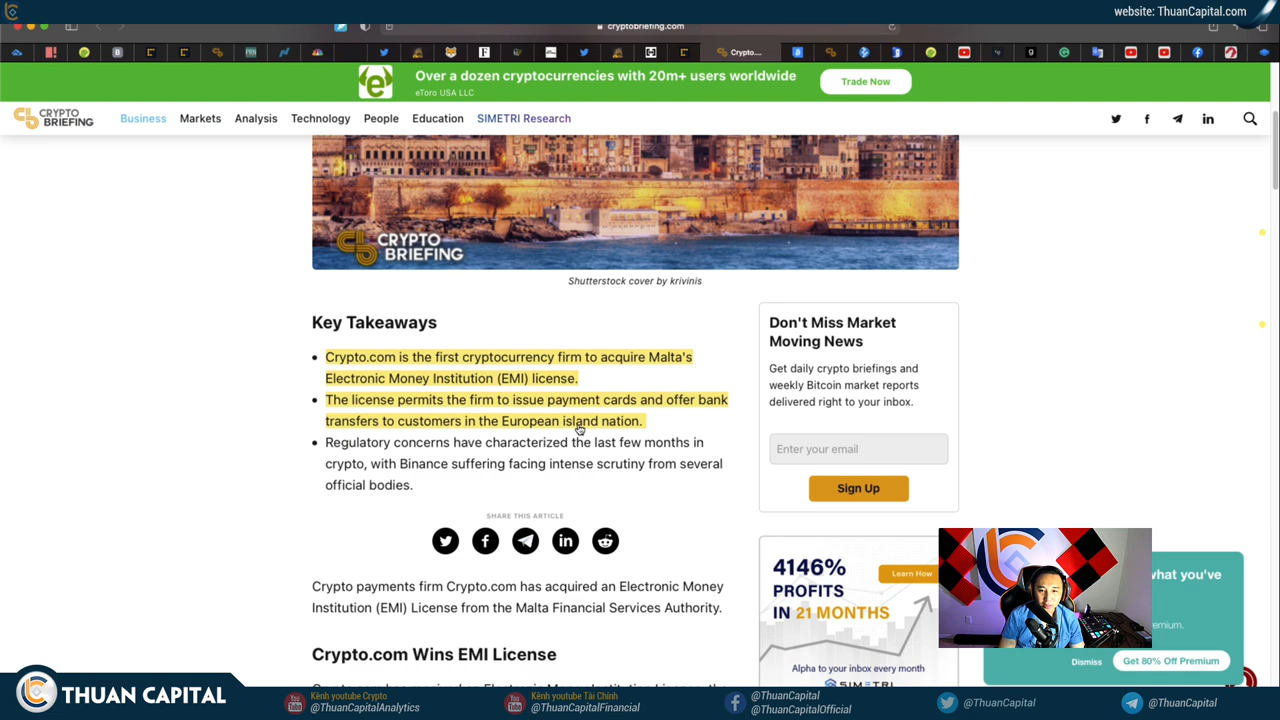 website: ThuanCapital.com
cryptobriefing.com
Crypto....
Over a dozen cryptocurrencies with 20m+ users worldwide
eToro USA LLC
Trade Now
CRYPTO
BRIEFING
Business Markets Analysis Technology People Education SIMETRI Research
CRYPTO
BRIEFING
Shutterstock cover by krivinis
Key Takeaways
Crypto.com is the first cryptocurrency firm to acquire Malta's
Electronic Money Institution (EMI) license.
The license permits the firm to issue payment cards and offer bank
transfers to customers in the European island nation.
Regulatory concerns have characterized the last few months in
crypto, with Binance suffering facing intense scrutiny from several
official bodies.
SHARE THIS ARTICLE
Crypto payments firm Crypto.com has acquired an Electronic Money
Institution (EMI) License from the Malta Financial Services Authority.
Crypto.com Wins EMI License
Don't Miss Market
Moving News
Get daily crypto briefings and
weekly Bitcoin market reports
delivered right to your inbox.
Enter your email
Sign Up
4146%
PROFITS
IN 21 MONTHS
Learn How
Alpha to your inbox every month
SIMETRI
what you've
Dismiss
Get 80% Off Premium
THUAN CAPITAL
Kênh youtube Crypto
@ThuanCapitalAnalytics
Kênh youtube Tài Chính
@ThuanCapitalFinancial
@ThuanCapital
@ThuanCapitalOfficial
@ThuanCapital
@ThuanCapital